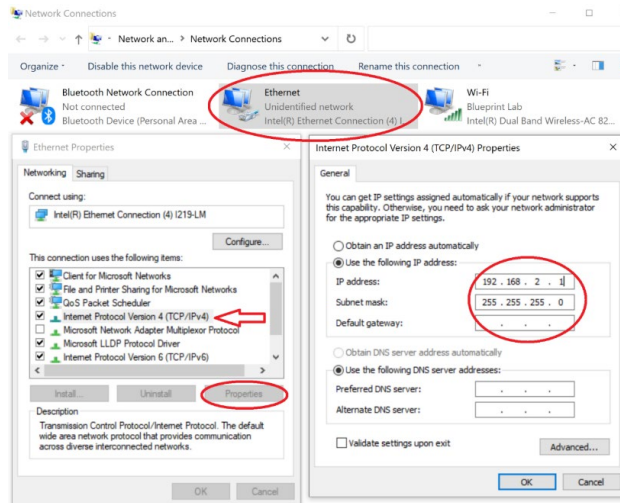 Network Connections
Network an... > Network Connections
Organize
Disable this network device
Diagnose this connection
Rename this connection
Bluetooth Network Connection
Not connected
Bluetooth Device (Personal Area ...
Ethernet
Unidentified network
Intel(R) Ethernet Connection (4) I...
Wi-Fi
Blueprint Lab
Intel(R) Dual Band Wireless-AC 82...
Ethernet Properties
Networking
Sharing
Connect using:
Intel(R) Ethernet Connection (4) I219-LM
Configure...
This connection uses the following items:
Client for Microsoft Networks
File and Printer Sharing for Microsoft Networks
QoS Packet Scheduler
Internet Protocol Version 4 (TCP/IPv4)
Microsoft Network Adapter Multiplexor Protocol
Microsoft LLDP Protocol Driver
Internet Protocol Version 6 (TCP/IPv6)
Install...
Uninstall
Properties
Description
Transmission Control Protocol/Internet Protocol. The default
wide area network protocol that provides communication
across diverse interconnected networks.
OK
Cancel
Internet Protocol Version 4 (TCP/IPv4) Properties
General
You can get IP settings assigned automatically if your network supports
this capability. Otherwise, you need to ask your network administrator
for the appropriate IP settings.
Obtain an IP address automatically
Use the following IP address:
IP address:
192 . 168 . 2 . 1
Subnet mask:
255 . 255 . 255 . 0
Default gateway:
. . .
Obtain DNS server address automatically
Use the following DNS server addresses:
Preferred DNS server:
. . .
Alternate DNS server:
. . .
Validate settings upon exit
Advanced...
OK
Cancel